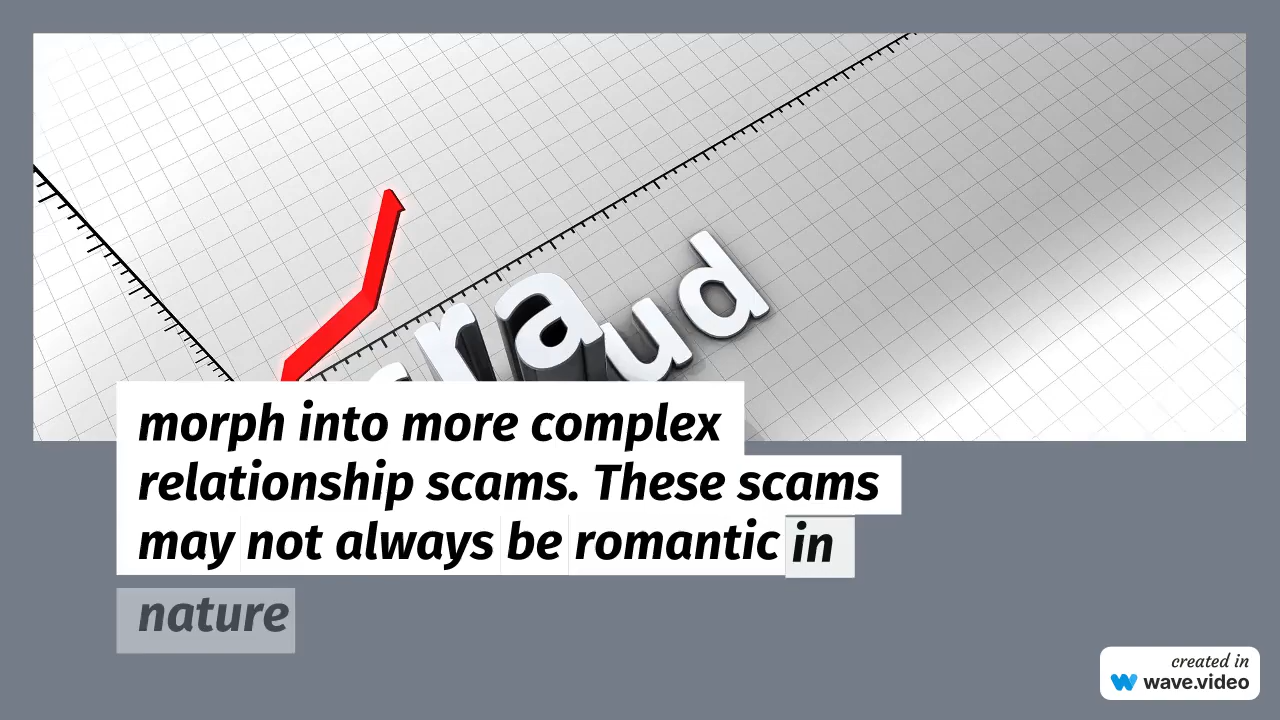 fraud
morph into more complex
relationship scams. These scams
may not always be romantic in
nature
created in
wave.video